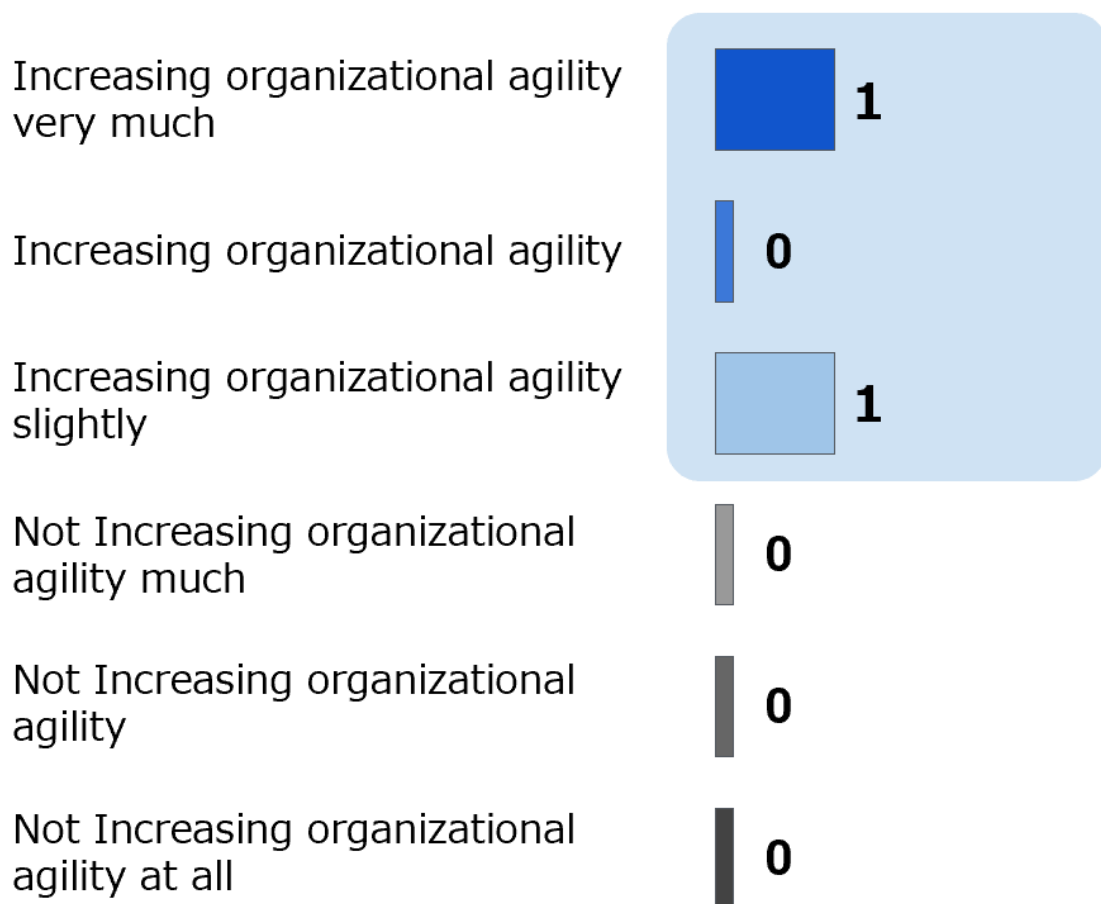 Increasing organizational agility
very much
1
Increasing organizational agility
0
Increasing organizational agility
slightly
1
Not Increasing organizational
agility much
0
Not Increasing organizational
agility
0
Not Increasing organizational
agility at all
0